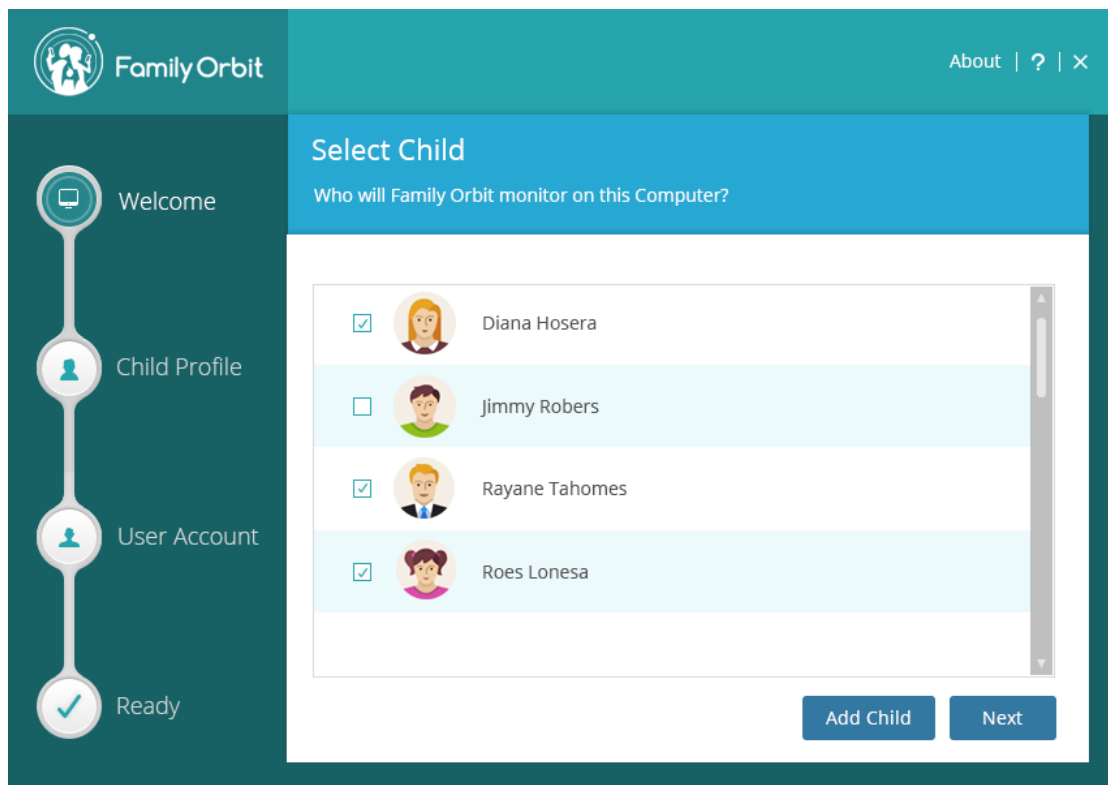 Family Orbit
About | ? | ×
Select Child
Who will Family Orbit monitor on this Computer?
Welcome
Child Profile
User Account
Ready
Diana Hosera
Jimmy Robers
Rayane Tahomes
Roes Lonesa
Add Child
Next